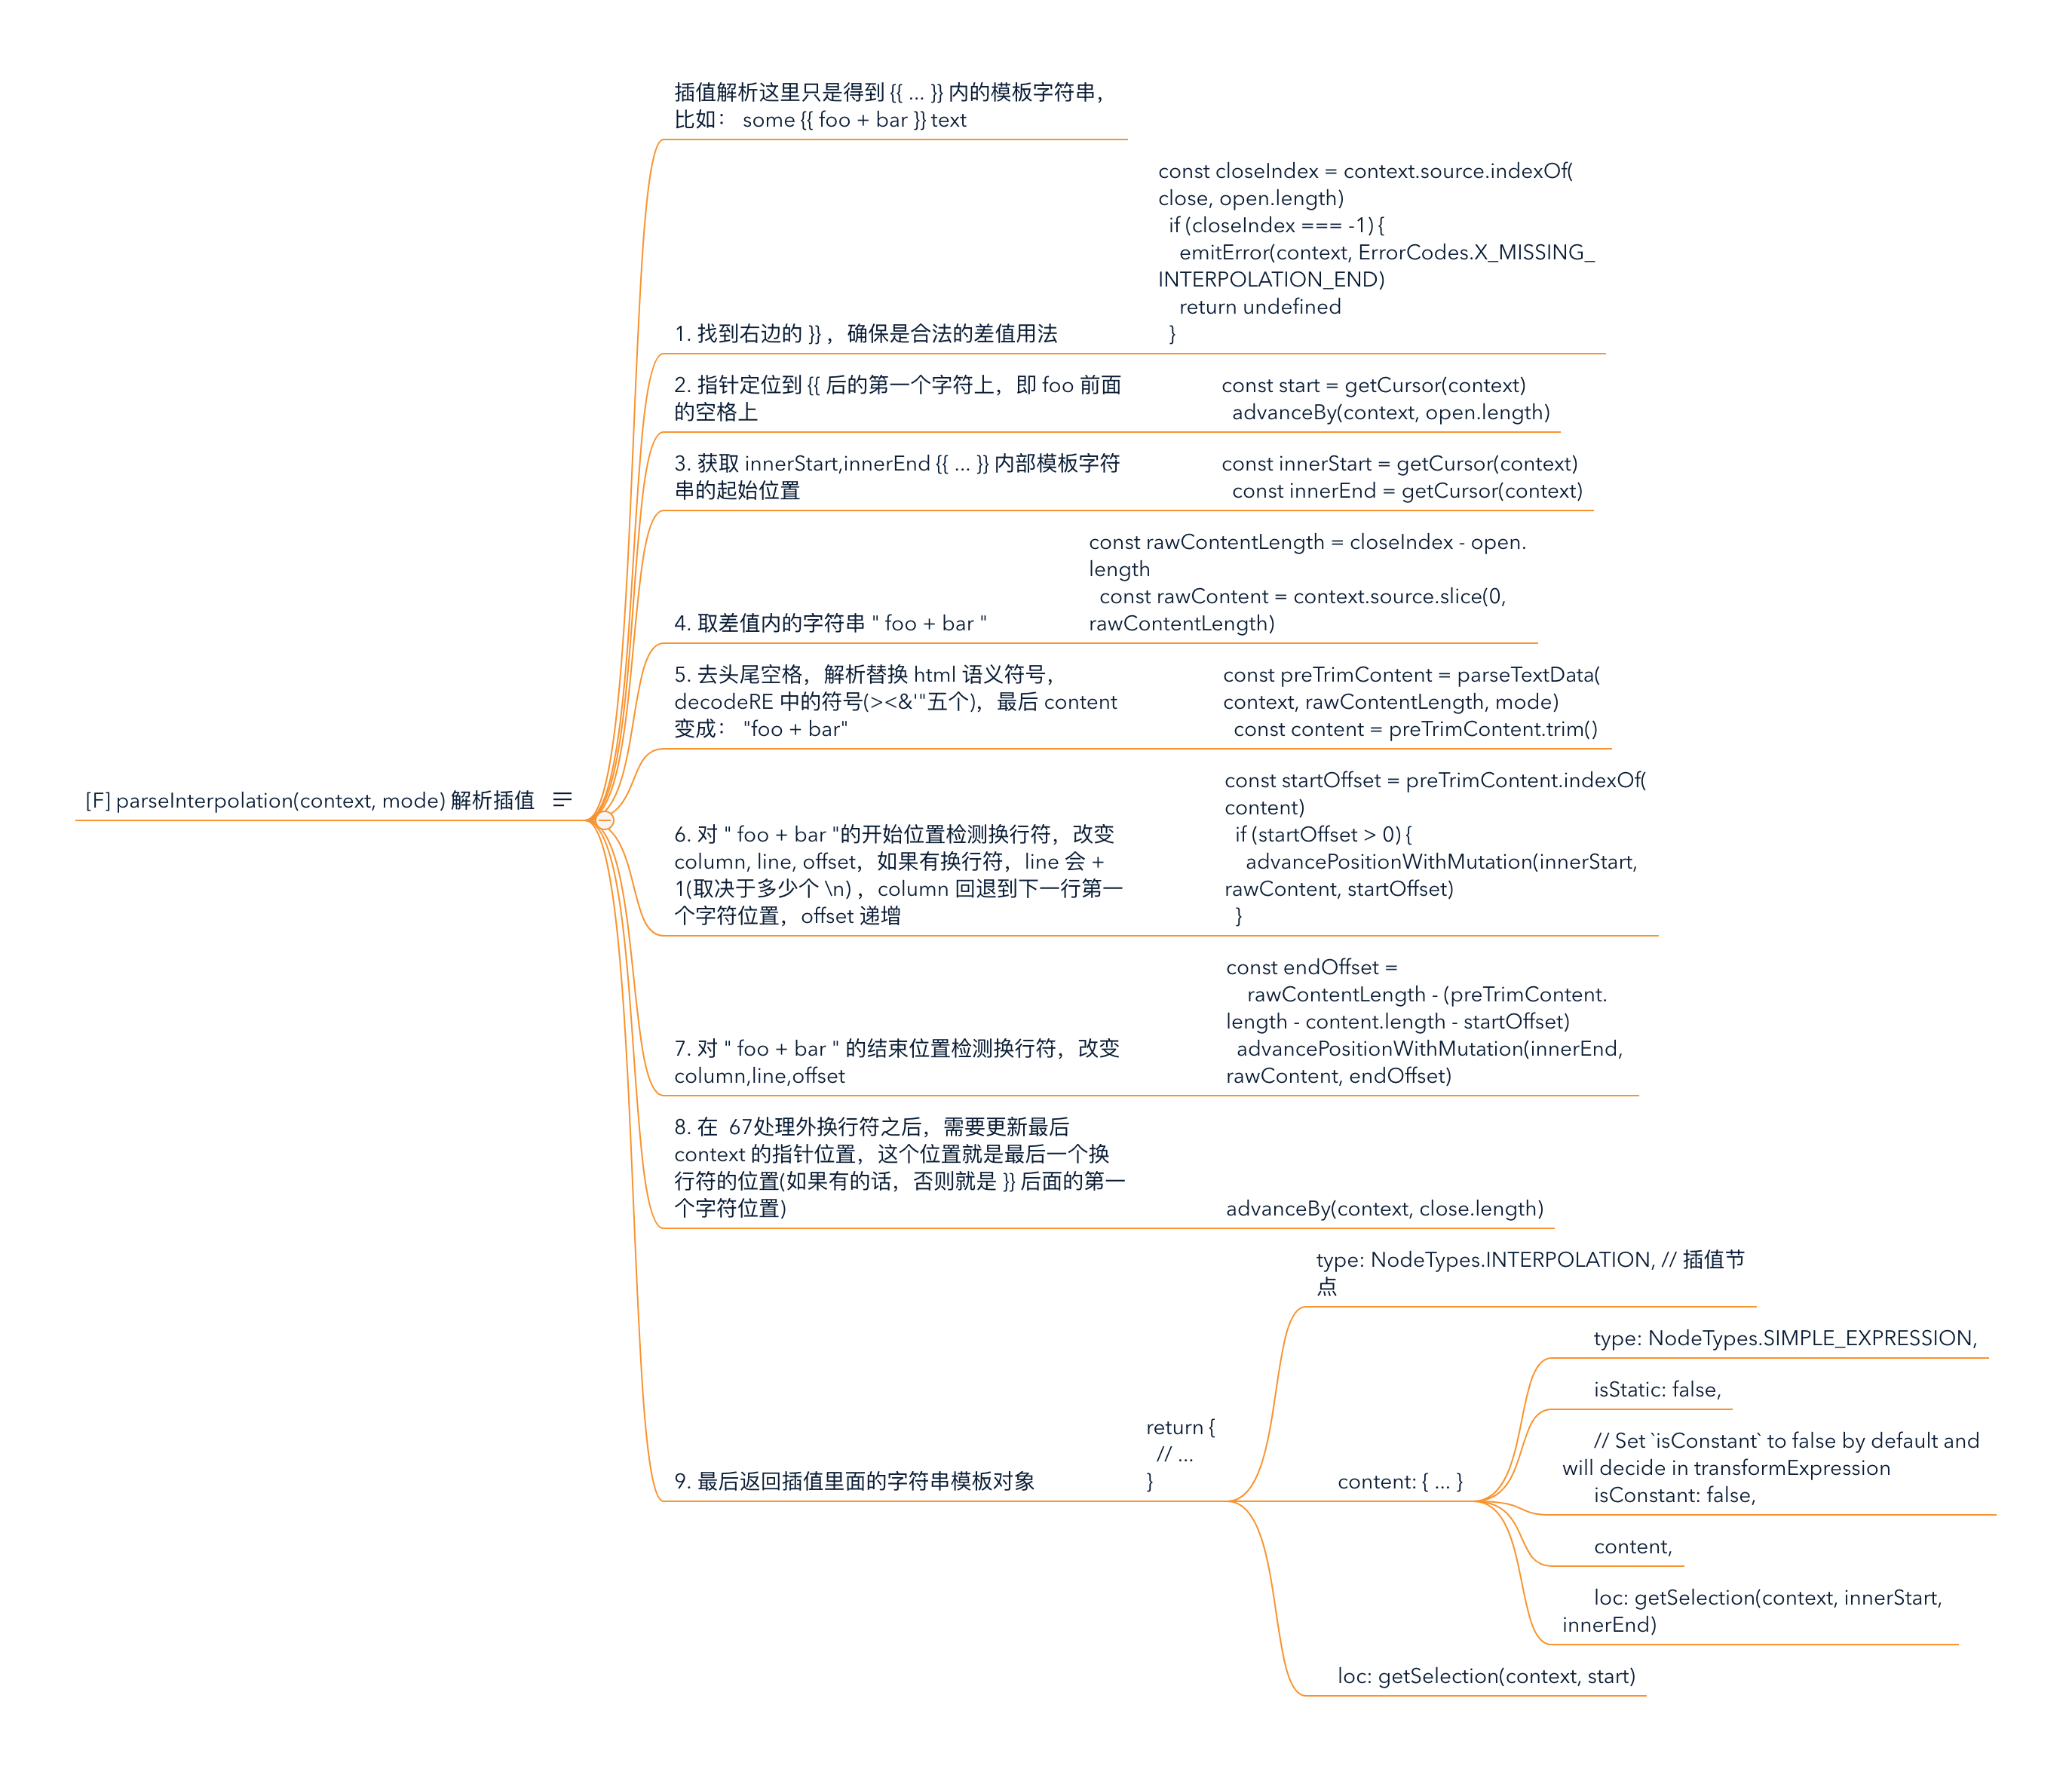 [F] parseInterpolation(context, mode) 解析插值
插值解析这里只是得到 {{ ... }} 内的模板字符串，
比如： some {{ foo + bar }} text
1. 找到右边的 }} ，确保是合法的差值用法
const closeIndex = context.source.indexOf(
close, open.length)
if (closeIndex === -1) {
emitError(context, ErrorCodes.X_MISSING_
INTERPOLATION_END)
return undefined
}
2. 指针定位到 {{ 后的第一个字符上，即 foo 前面
的空格上
const start = getCursor(context)
advanceBy(context, open.length)
3. 获取 innerStart,innerEnd {{ ... }} 内部模板字符
串的起始位置
const innerStart = getCursor(context)
const innerEnd = getCursor(context)
4. 取差值内的字符串 " foo + bar "
const rawContentLength = closeIndex - open.
length
const rawContent = context.source.slice(0,
rawContentLength)
5. 去头尾空格，解析替换 html 语义符号，
decodeRE 中的符号(><&'"五个)，最后 content
变成： "foo + bar"
const preTrimContent = parseTextData(
context, rawContentLength, mode)
const content = preTrimContent.trim()
6. 对 " foo + bar "的开始位置检测换行符，改变
column, line, offset，如果有换行符，line 会 +
1(取决于多少个 \n) ，column 回退到下一行第一
个字符位置，offset 递增
const startOffset = preTrimContent.indexOf(
content)
if (startOffset > 0) {
advancePositionWithMutation(innerStart,
rawContent, startOffset)
}
7. 对 " foo + bar " 的结束位置检测换行符，改变
column,line,offset
const endOffset =
rawContentLength - (preTrimContent.
length - content.length - startOffset)
advancePositionWithMutation(innerEnd,
rawContent, endOffset)
8. 在  67处理外换行符之后，需要更新最后
context 的指针位置，这个位置就是最后一个换
行符的位置(如果有的话，否则就是 }} 后面的第一
个字符位置)
advanceBy(context, close.length)
9. 最后返回插值里面的字符串模板对象
return {
// ...
}
type: NodeTypes.INTERPOLATION, // 插值节
点
content: { ... }
type: NodeTypes.SIMPLE_EXPRESSION,
isStatic: false,
// Set `isConstant` to false by default and
will decide in transformExpression
isConstant: false,
content,
loc: getSelection(context, innerStart,
innerEnd)
loc: getSelection(context, start)